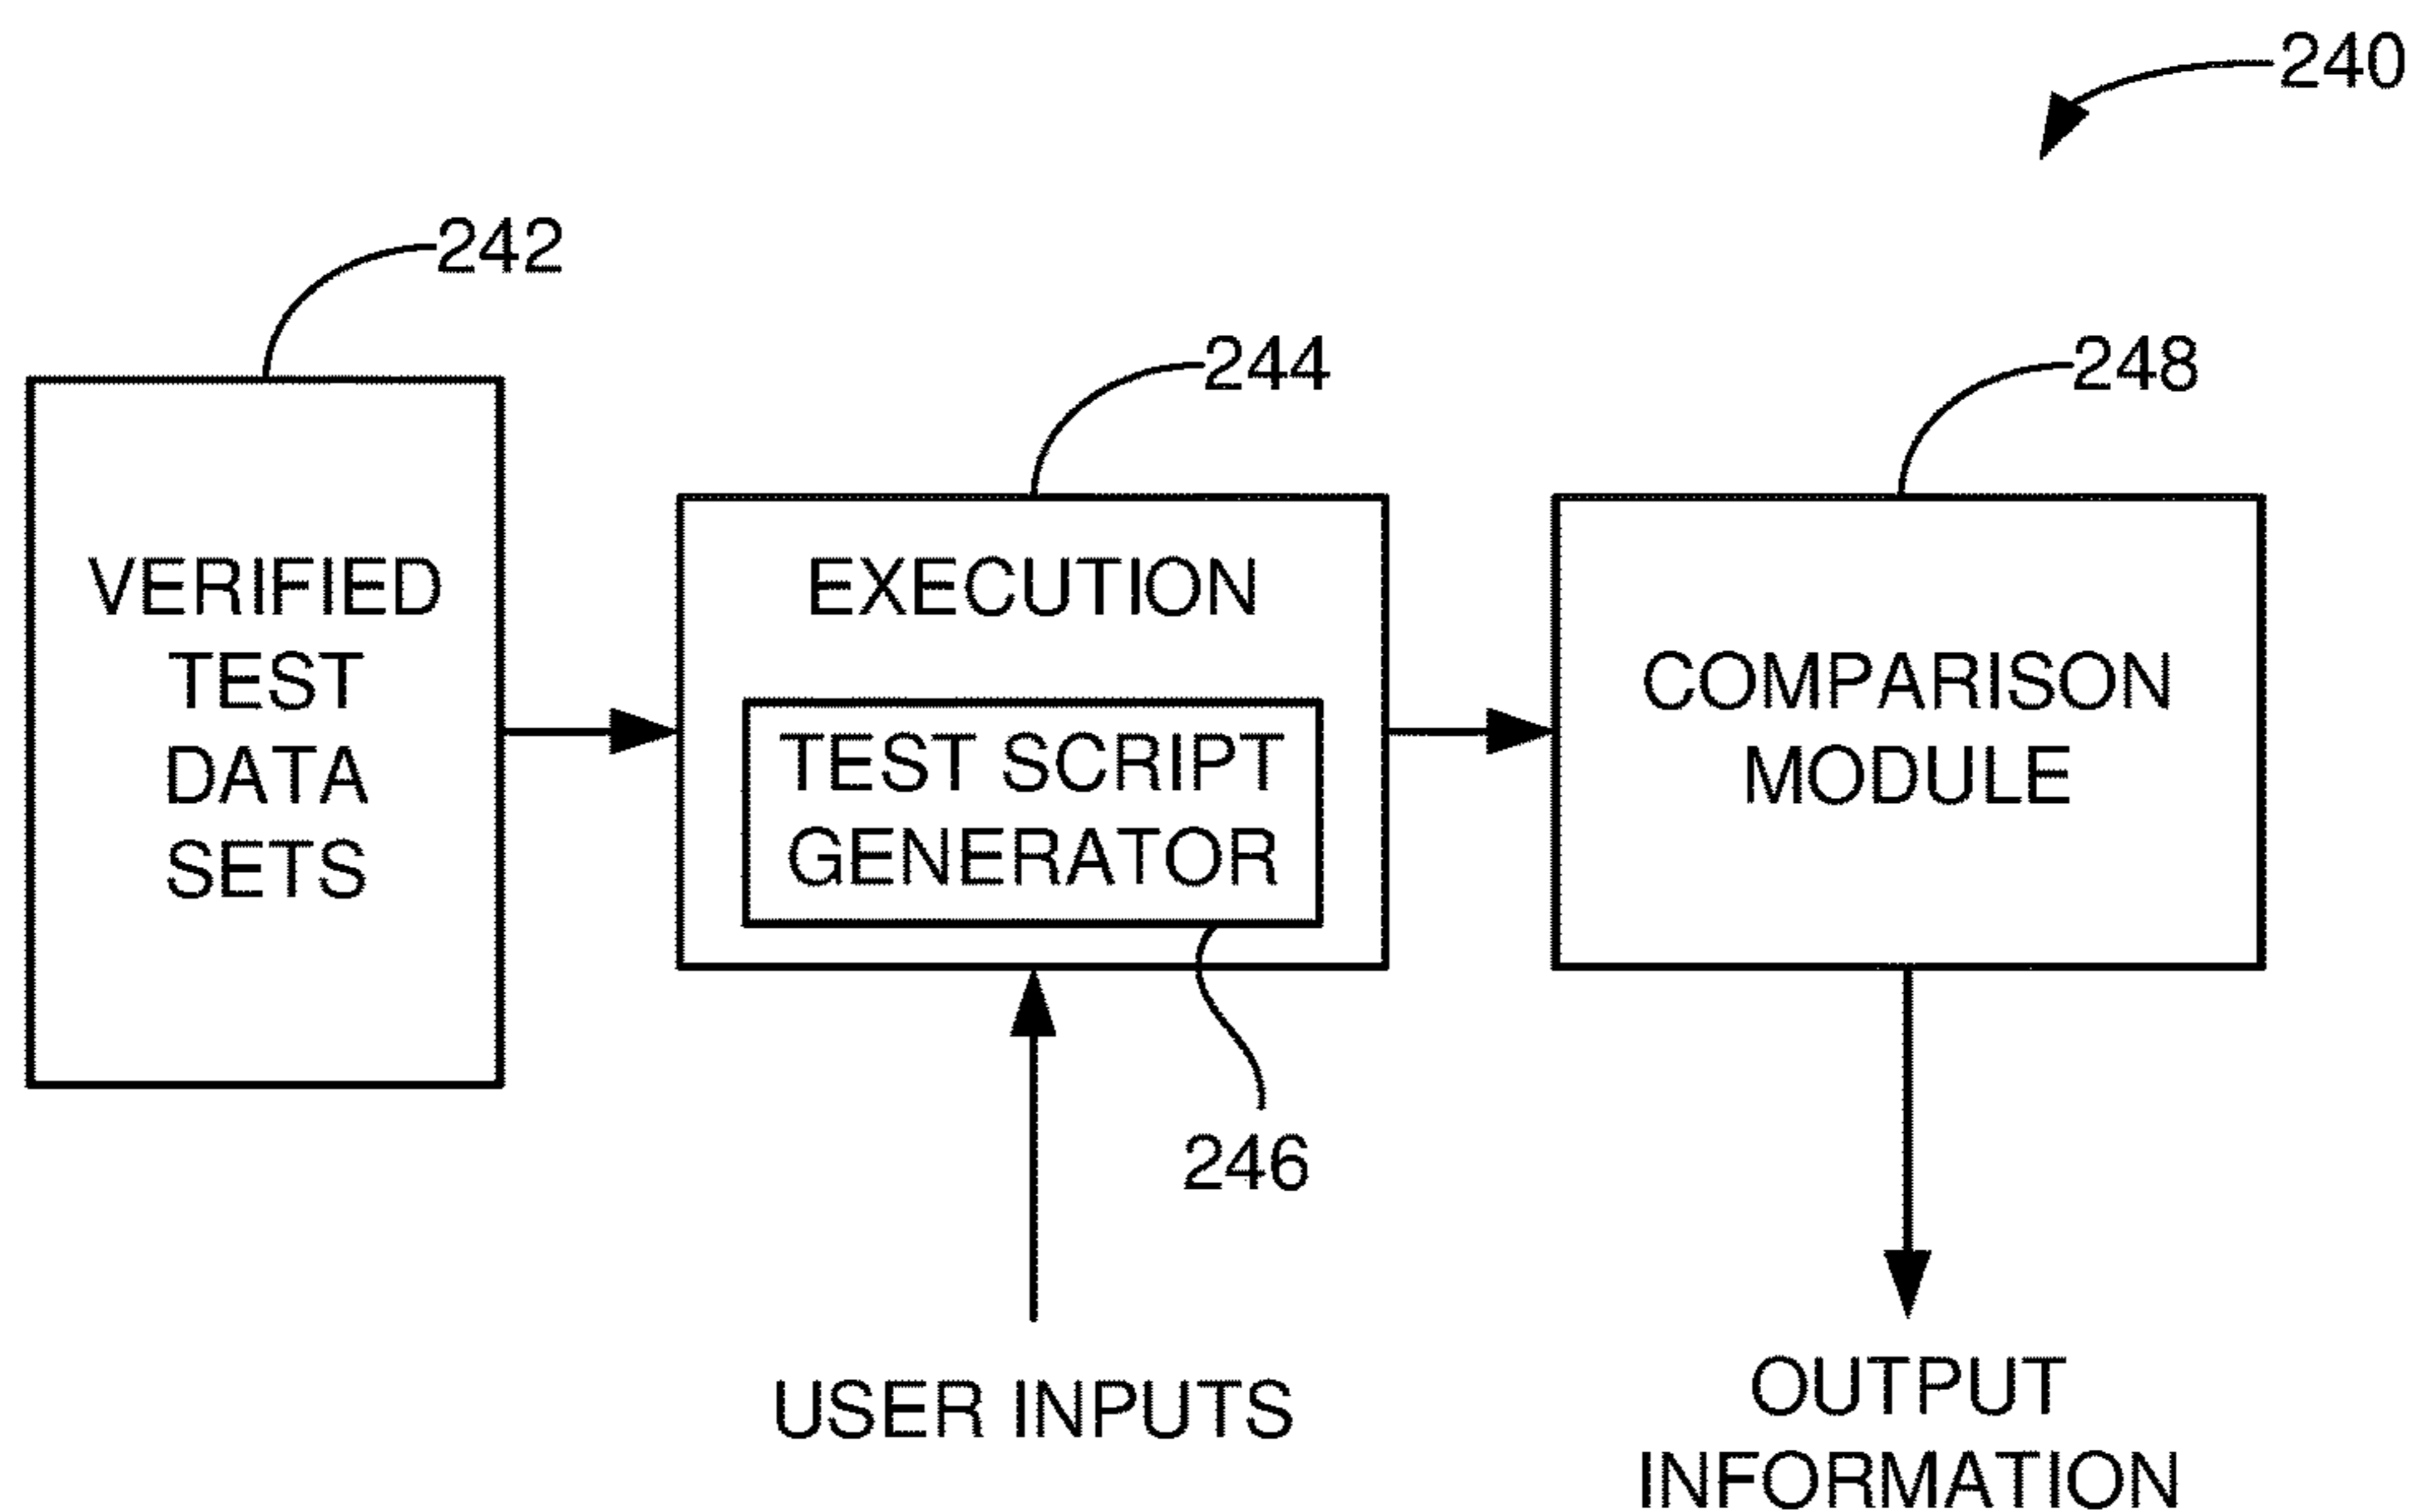 240
242
244
248
VERIFIED
TEST
DATA
SETS
EXECUTION
TEST SCRIPT
GENERATOR
COMPARISON
MODULE
246
USER INPUTS
OUTPUT
INFORMATION